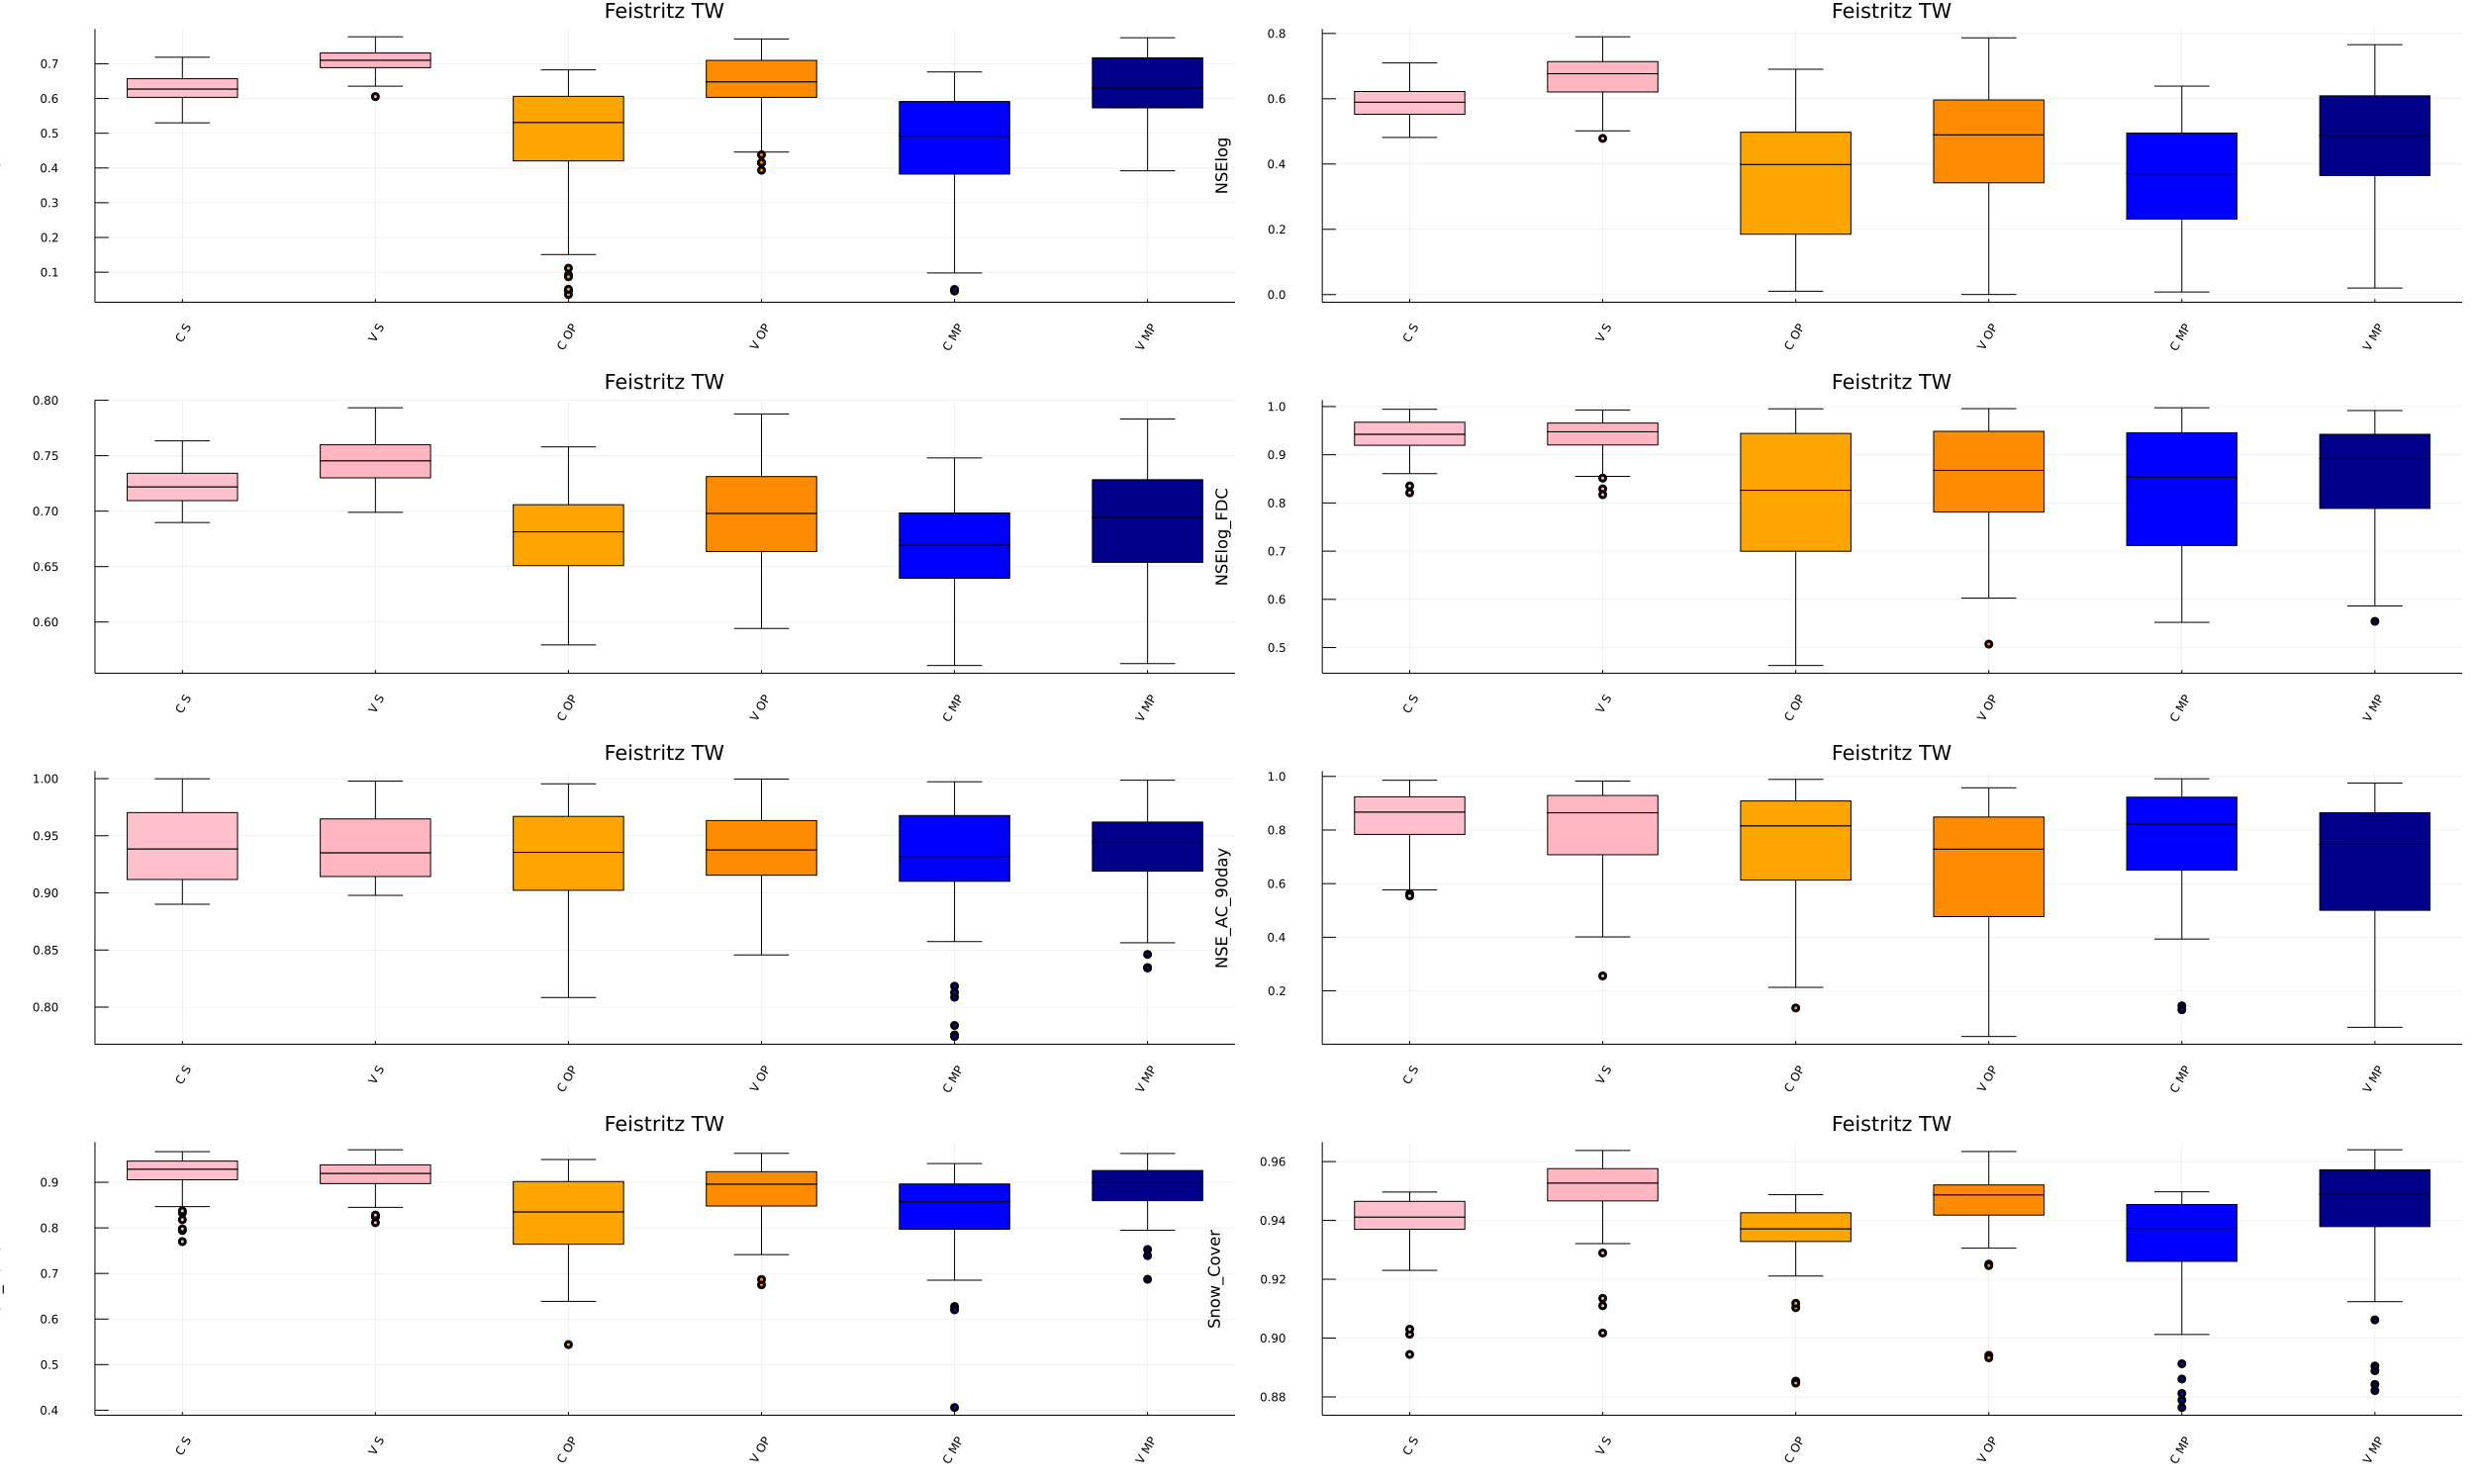 Feistritz TW
0.7
0.6
0.5
0.4
0.3
0.2
0.1
C S
V S
C OP
V OP
C MP
V MP
Feistritz TW
NSElog
0.8
0.6
0.4
0.2
0.0
C S
V S
C OP
V OP
C MP
V MP
Feistritz TW
0.80
0.75
0.70
0.65
0.60
C S
V S
C OP
V OP
C MP
V MP
Feistritz TW
NSElog_FDC
1.0
0.9
0.8
0.7
0.6
0.5
C S
V S
C OP
V OP
C MP
V MP
Feistritz TW
1.00
0.95
0.90
0.85
0.80
C S
V S
C OP
V OP
C MP
V MP
Feistritz TW
NSE_AC_90day
1.0
0.8
0.6
0.4
0.2
C S
V S
C OP
V OP
C MP
V MP
Feistritz TW
0.9
0.8
0.7
0.6
0.5
0.4
C S
V S
C OP
V OP
C MP
V MP
Feistritz TW
Snow_Cover
0.96
0.94
0.92
0.90
0.88
C S
V S
C OP
V OP
C MP
V MP